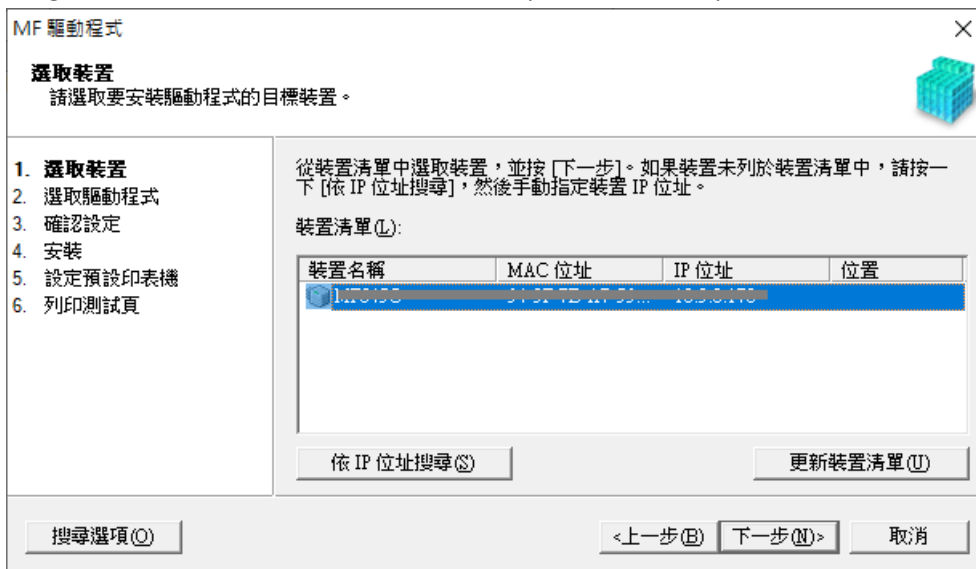 MF 驅動程式
選取裝置
請選取要安裝驅動程式的目標裝置。
1. 選取裝置
2. 選取驅動程式
3. 確認設定
4. 安裝
5. 設定預設印表機
6. 列印測試頁
從裝置清單中選取裝置，並按 [下一步]。如果裝置未列於裝置清單中，請按一
下 [依 IP 位址搜尋]，然後手動指定裝置 IP 位址。
裝置清單(L):
裝置名稱 MAC 位址 IP 位址 位置
依 IP 位址搜尋(S) 更新裝置清單(U)
搜尋選項(O) <上一步(B) 下一步(N)> 取消